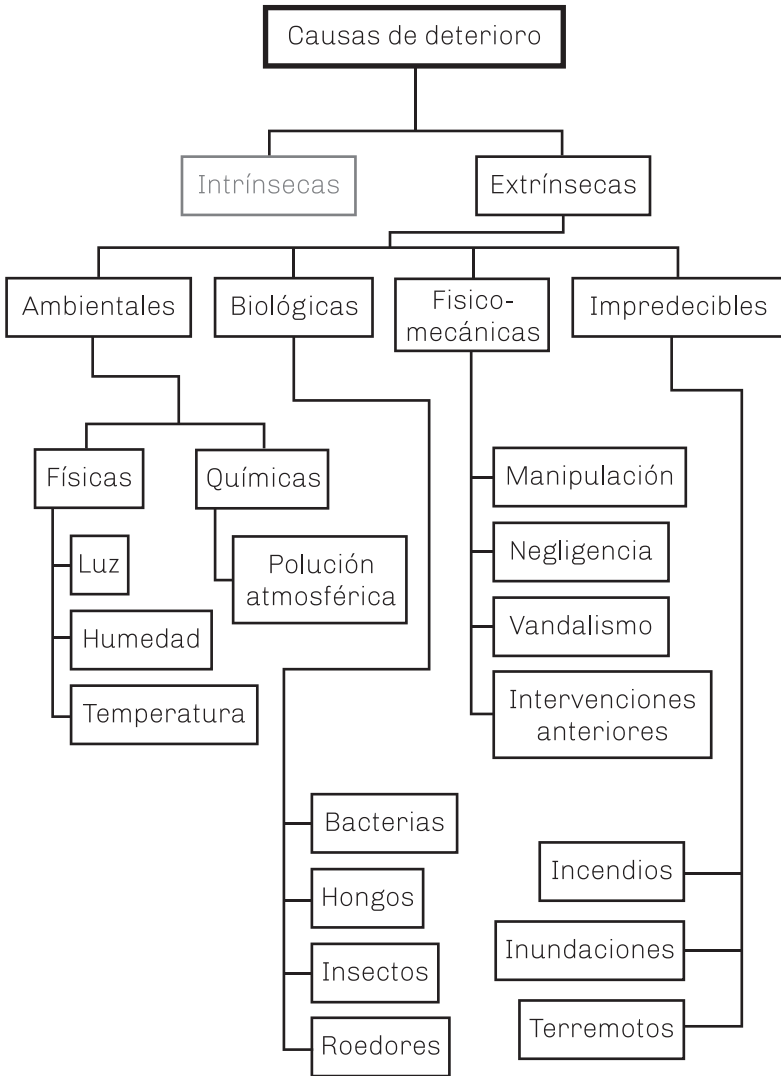 Causas de deterioro
Intrínsecas
Extrínsecas
Ambientales
Biológicas
Fisico-
mecánicas
Impredecibles
Físicas
Químicas
Luz
Humedad
Temperatura
Polución
atmosférica
Bacterias
Hongos
Insectos
Roedores
Manipulación
Negligencia
Vandalismo
Intervenciones
anteriores
Incendios
Inundaciones
Terremotos